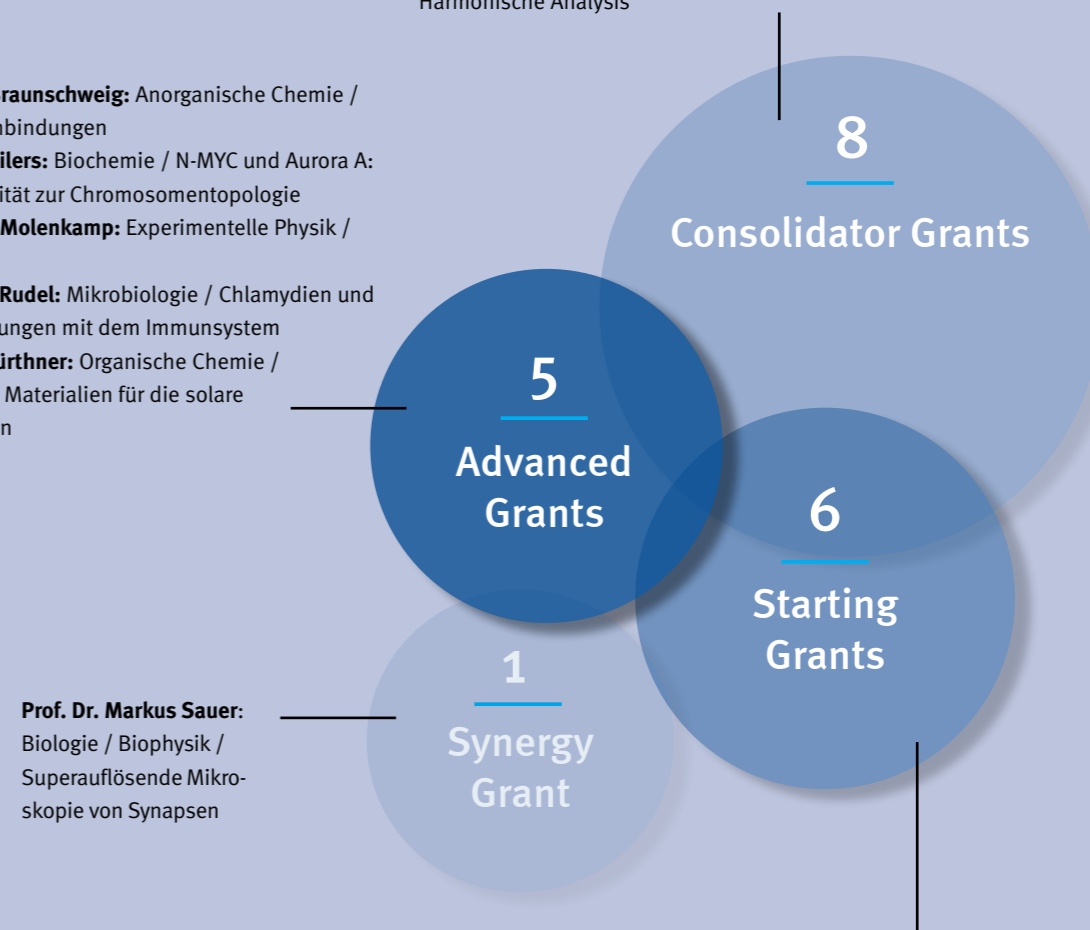 Harmonische Analysis
Braunschweig: Anorganische Chemie /
nbindungen
ilers: Biochemie / N-MYC und Aurora A:
ität zur Chromosomentopologie
Molenkamp: Experimentelle Physik /
Rudel: Mikrobiologie / Chlamydien und
ungen mit dem Immunsystem
ürthner: Organische Chemie /
Materialien für die solare
n
Prof. Dr. Markus Sauer:
Biologie / Biophysik /
Superauflösende Mikro-
skopie von Synapsen
8
Consolidator Grants
5
Advanced
Grants
6
Starting
Grants
1
Synergy
Grant